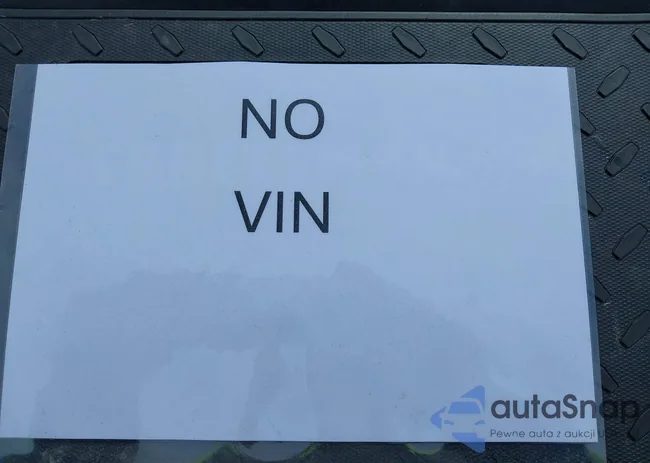 NO
VIN
autaSnap
Pewne auta z aukcji